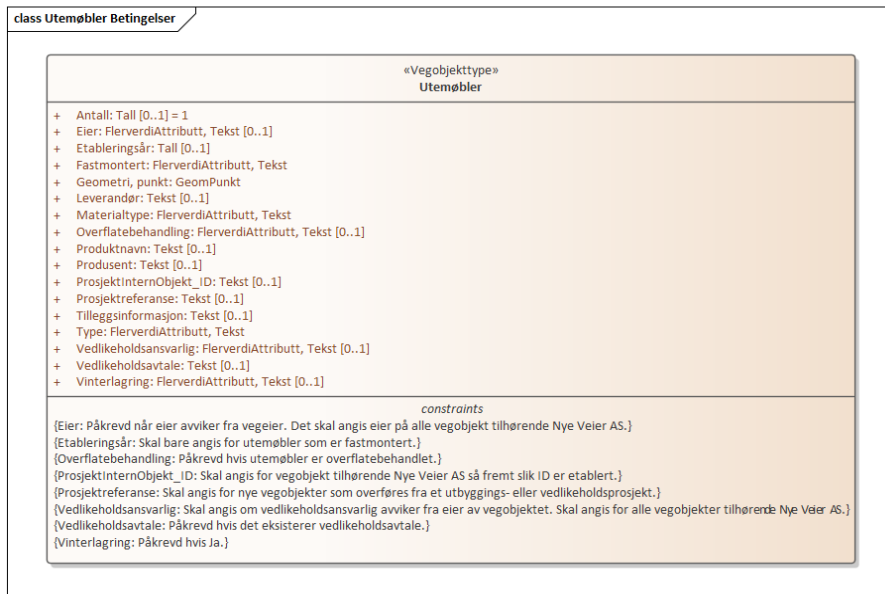 class Utemøbler Betingelser
«Vegobjekttype»
Utemøbler
+ Antall: Tall [0..1] = 1
+ Eier: FlerverdiAttributt, Tekst [0..1]
+ Etableringsår: Tall [0..1]
+ Fastmontert: FlerverdiAttributt, Tekst
+ Geometri, punkt: GeomPunkt
+ Leverandør: Tekst [0..1]
+ Materialtype: FlerverdiAttributt, Tekst
+ Overflatebehandling: FlerverdiAttributt, Tekst [0..1]
+ Produktnavn: Tekst [0..1]
+ Produsent: Tekst [0..1]
+ ProsjektInternObjekt_ID: Tekst [0..1]
+ Prosjektreferanse: Tekst [0..1]
+ Tilleggsinformasjon: Tekst [0..1]
+ Type: FlerverdiAttributt, Tekst
+ Vedlikeholdsansvarlig: FlerverdiAttributt, Tekst [0..1]
+ Vedlikeholdsavtale: Tekst [0..1]
+ Vinterlagring: FlerverdiAttributt, Tekst [0..1]
constraints
{Eier: Påkrevd når eier avviker fra vegeier. Det skal angis eier på alle vegobjekt tilhørende Nye Veier AS.}
{Etableringsår: Skal bare angis for utemøbler som er fastmontert.}
{Overflatebehandling: Påkrevd hvis utemøbler er overflatebehandlet.}
{ProsjektInternObjekt_ID: Skal angis for vegobjekt tilhørende Nye Veier AS så fremt slik ID er etablert.}
{Prosjektreferanse: Skal angis for nye vegobjekter som overføres fra et utbyggings- eller vedlikeholdsprosjekt.}
{Vedlikeholdsansvarlig: Skal angis om vedlikeholdsansvarlig avviker fra eier av vegobjektet. Skal angis for alle vegobjekter tilhørende Nye Veier AS.}
{Vedlikeholdsavtale: Påkrevd hvis det eksisterer vedlikeholdsavtale.}
{Vinterlagring: Påkrevd hvis Ja.}